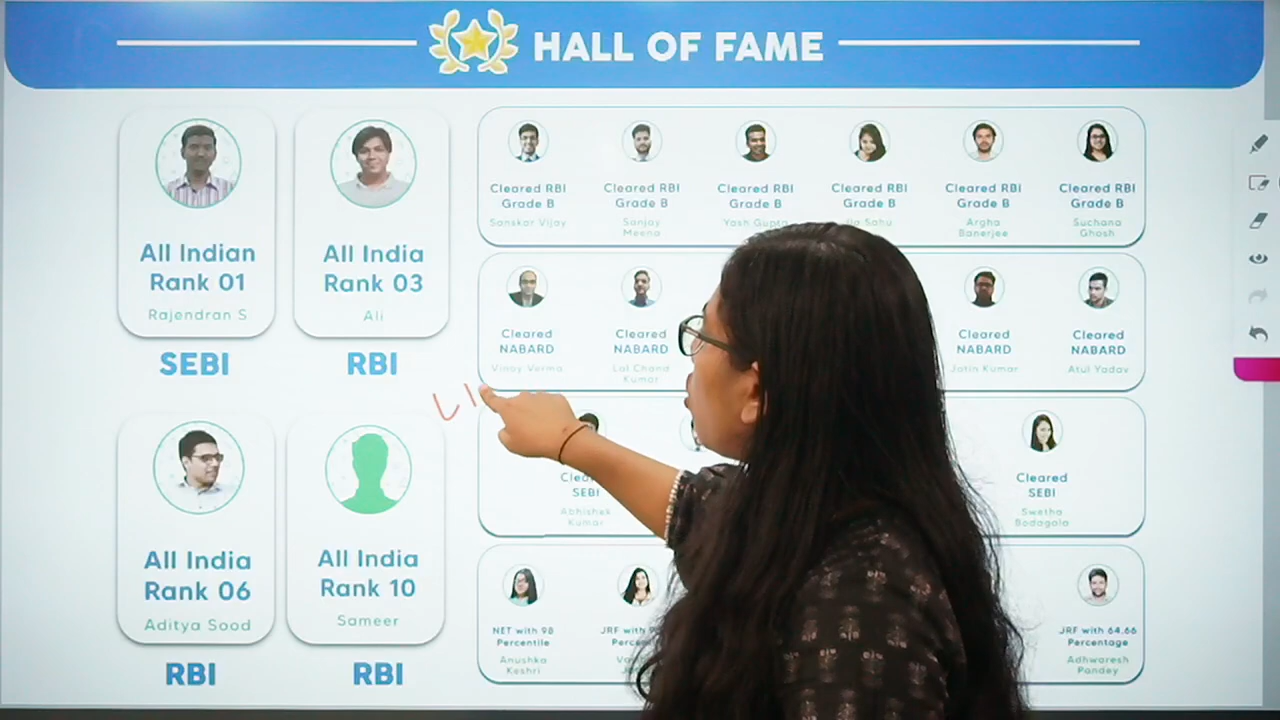 HALL OF FAME
All Indian
Rank 01
Rajendran S
SEBI
All India
Rank 03
Ali
RBI
All India
Rank 06
Aditya Sood
RBI
All India
Rank 10
Sameer
RBI
Cleared RBI
Grade B
Sanskar Vijay
Cleared RBI
Grade B
Sanjay
Meena
Cleared RBI
Grade B
Yash Gupta
Cleared RBI
Grade B
Sahu
Cleared RBI
Grade B
Argha
Banerjee
Cleared RBI
Grade B
Suchana
Ghosh
Cleared
NABARD
Vijay Verma
Cleared
NABARD
Lal Chand
Kumar
Cleared
NABARD
Jatin Kumar
Cleared
NABARD
Atul Yadav
SEBI
Abhishek
Kumar
Cleared
SEBI
Swetha
Bodagala
NET with 98
Percentile
Anushka
Keshri
JRF with
JRF with 64.66
Percentage
Adhwaresh
Pandey